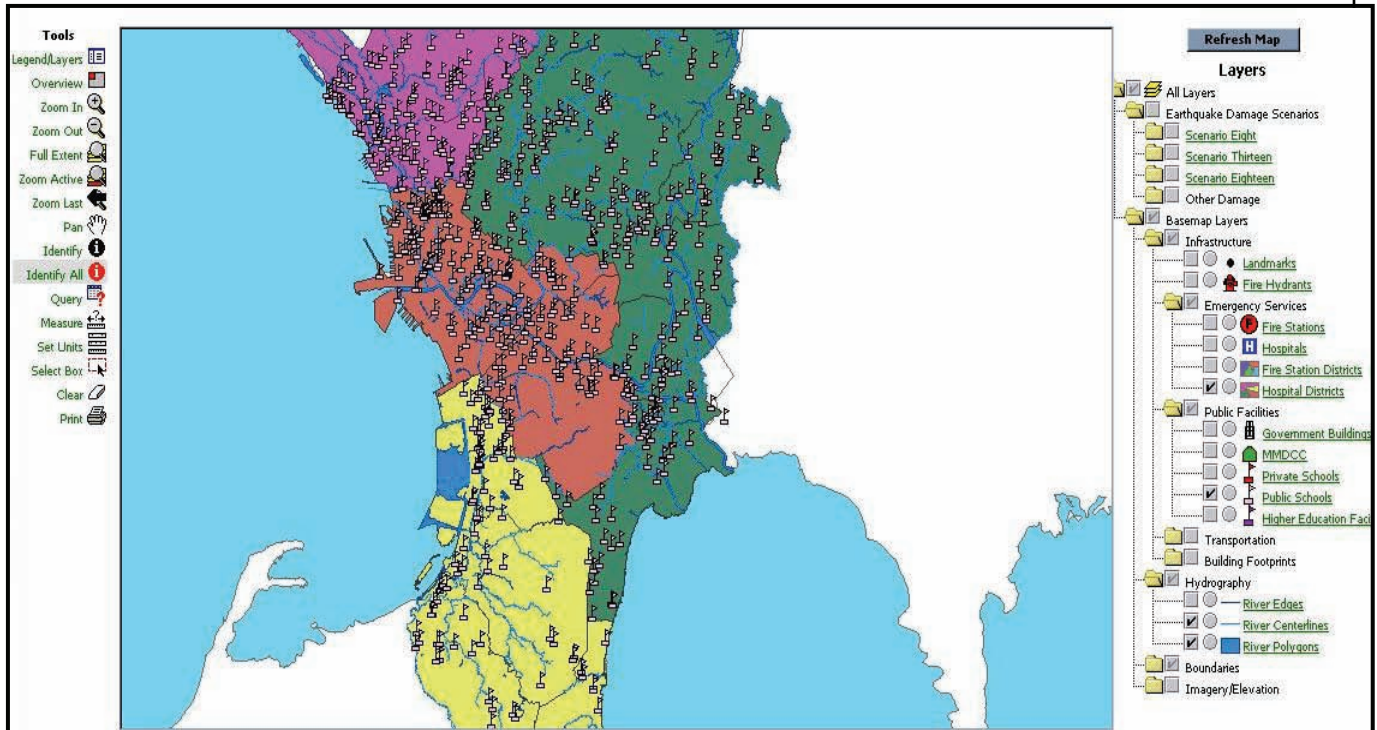 Tools
Legend/Layers
Overview
Zoom In
Zoom Out
Full Extent
Zoom Active
Zoom Last
Pan
Identify
Identify All
Query
Measure
Set Units
Select Box
Clear
Print
Refresh Map
Layers
All Layers
Earthquake Damage Scenarios
Scenario Eight
Scenario Thirteen
Scenario Eighteen
Other Damage
Basemap Layers
Infrastructure
Landmarks
Fire Hydrants
Emergency Services
F Fire Stations
H Hospitals
Fire Station Districts
Hospital Districts
Public Facilities
Government Buildings
MMDCC
Private Schools
Public Schools
Higher Education Faci
Transportation
Building Footprints
Hydrography
River Edges
River Centerlines
River Polygons
Boundaries
Imagery/Elevation